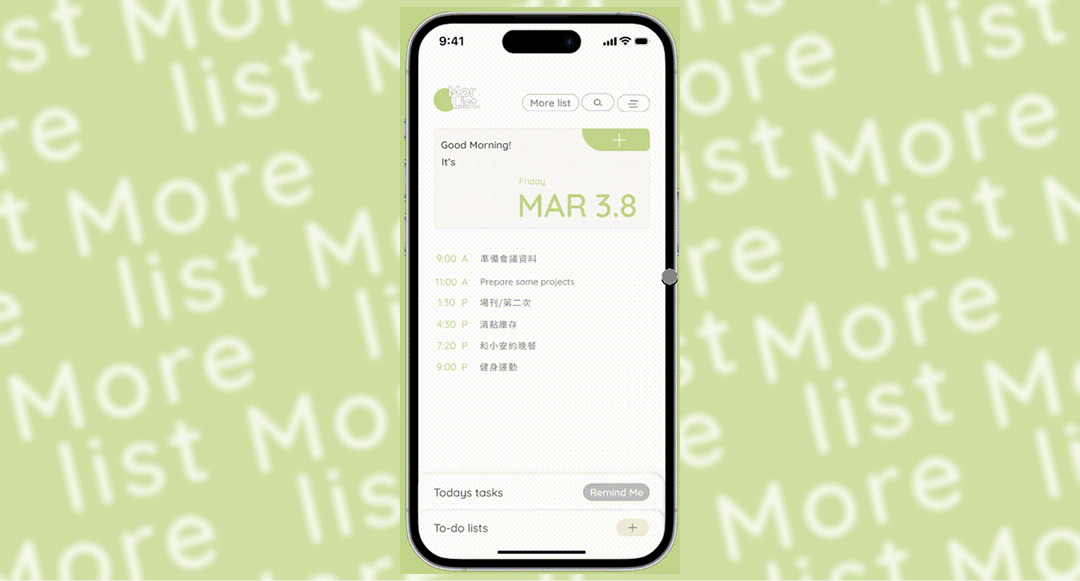 9:41
Mor
List.
More list
Good Morning!
It's
Friday
MAR 3.8
9:00 A 準備會議資料
11:00 A Prepare some projects
1:30 P 場刊/第二次
4:30 P 清點庫存
7:20 P 和小安約晚餐
9:00 P 健身運動
Todays tasks
Remind Me
To-do lists
More
list
More
list
More
list
More
list
More
list
More
list
More
list
More
list